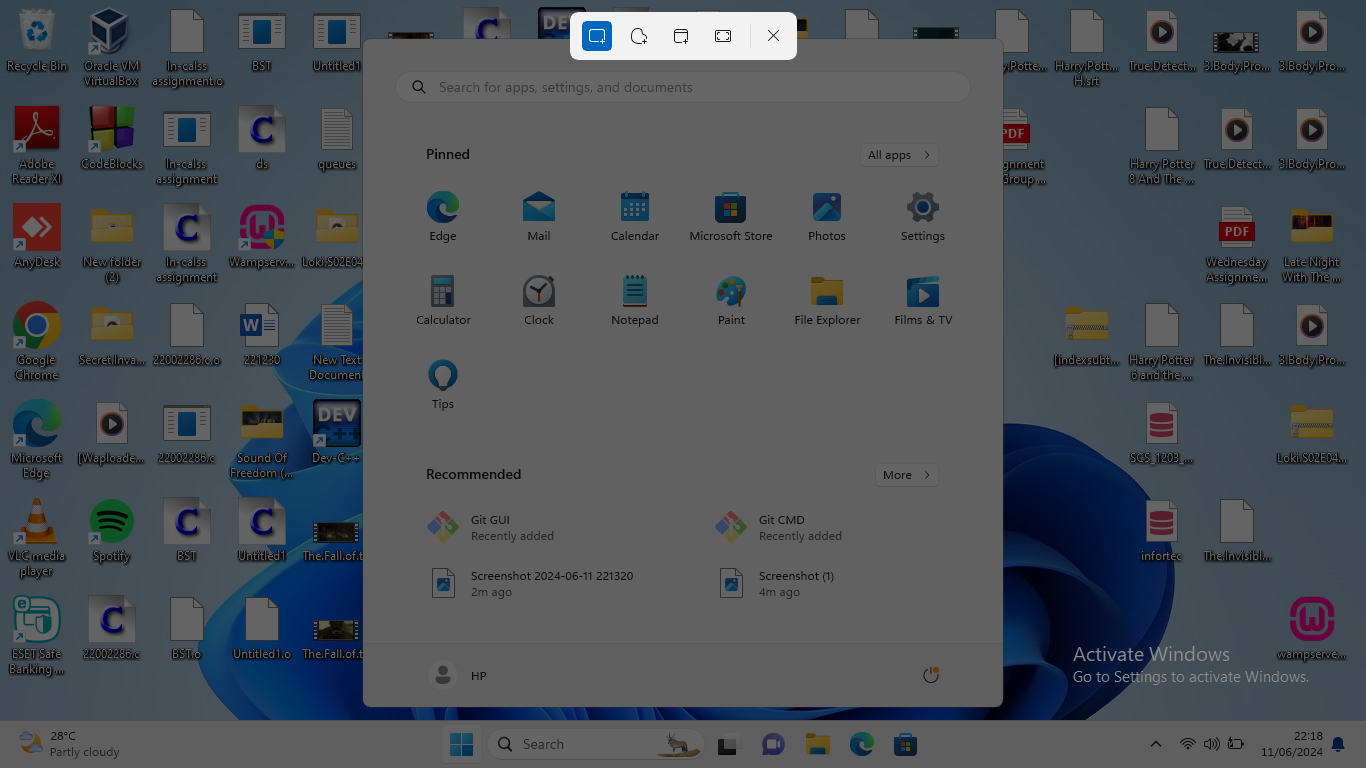 Recycle Bin
Oracle VM
VirtualBox
In-calss
assignment.o
BST
Untitled1
Harry.Pott...
H.srt
True.Detect...
3.Body.Pro...
3.Body.Pro...
Search for apps, settings, and documents
Adobe
Reader XI
CodeBlocks
In-calss
assignment
ds
queues
Pinned
All apps
PDF
Harry Potter
8 And The ...
True.Detect...
3.Body.Pro...
Edge
Mail
Calendar
Microsoft Store
Photos
Settings
AnyDesk
New folder
(2)
In-calss
assignment
Wampserv...
Loki.S02E04
PDF
Wednesday
Assignme...
Late Night
With The ...
Calculator
Clock
Notepad
Paint
File Explorer
Films & TV
Google
Chrome
Secret.Inva...
22002286.c.o
221230
New Text
Document
[indexsubt...
Harry Potter
6 and the ...
The.Invisibl...
3.Body.Pro...
Tips
Microsoft
Edge
[Waploade...
22002286.c
Sound Of
Freedom (...
DEV
C++
Dev-C++
SCS_1203_...
Loki.S02E04...
Recommended
More
Git GUI
Recently added
Git CMD
Recently added
VLC media
player
Spotify
BST
Untitled1
The.Fall.of.t
infortec
The.Invisibl...
Screenshot 2024-06-11 221320
2m ago
Screenshot (1)
4m ago
ESET Safe
Banking ...
22002286.c
BST.o
Untitled1.o
The.Fall.of.t
wampserve...
HP
Activate Windows
Go to Settings to activate Windows.
28°C
Partly cloudy
Search
22:18
11/06/2024